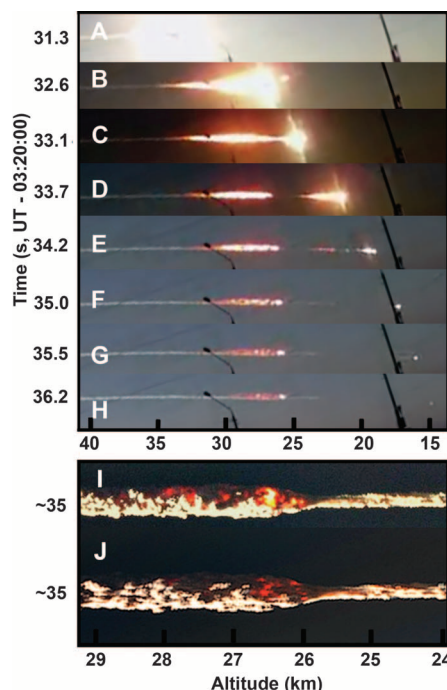 Time (s, UT - 03:20:00)
31.3 A
32.6 B
33.1 C
33.7 D
34.2 E
35.0 F
35.5 G
36.2 H
40 35 30 25 20 15
~35 I
~35 J
29 28 27 26 25 24
Altitude (km)